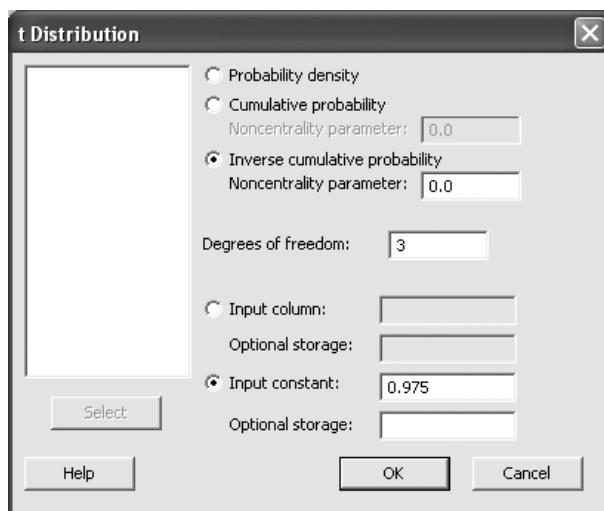 t Distribution
Probability density
Cumulative probability
Noncentrality parameter: 0.0
Inverse cumulative probability
Noncentrality parameter: 0.0
Degrees of freedom: 3
Input column:
Optional storage:
Input constant: 0.975
Optional storage:
Select
Help OK Cancel